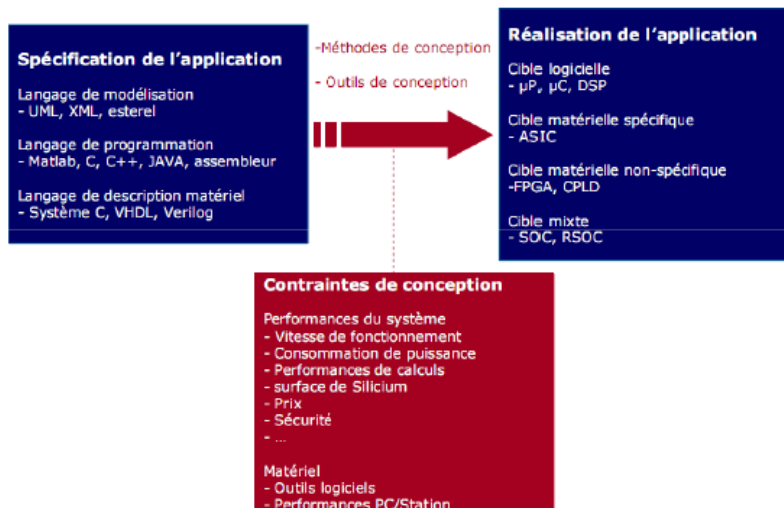 Spécification de l'application
Langage de modélisation
- UML, XML, esterel
Langage de programmation
- Matlab, C, C++, JAVA, assembleur
Langage de description matériel
- Système C, VHDL, Verilog
-Méthodes de conception
- Outils de conception
Réalisation de l'application
Cible logicielle
- µP, µC, DSP
Cible matérielle spécifique
- ASIC
Cible matérielle non-spécifique
-FPGA, CPLD
Cible mixte
- SOC, RSOC
Contraintes de conception
Performances du système
- Vitesse de fonctionnement
- Consommation de puissance
- Performances de calculs
- surface de Silicium
- Prix
- Sécurité
- ...
Matériel
- Outils logiciels
- Performances PC/Station